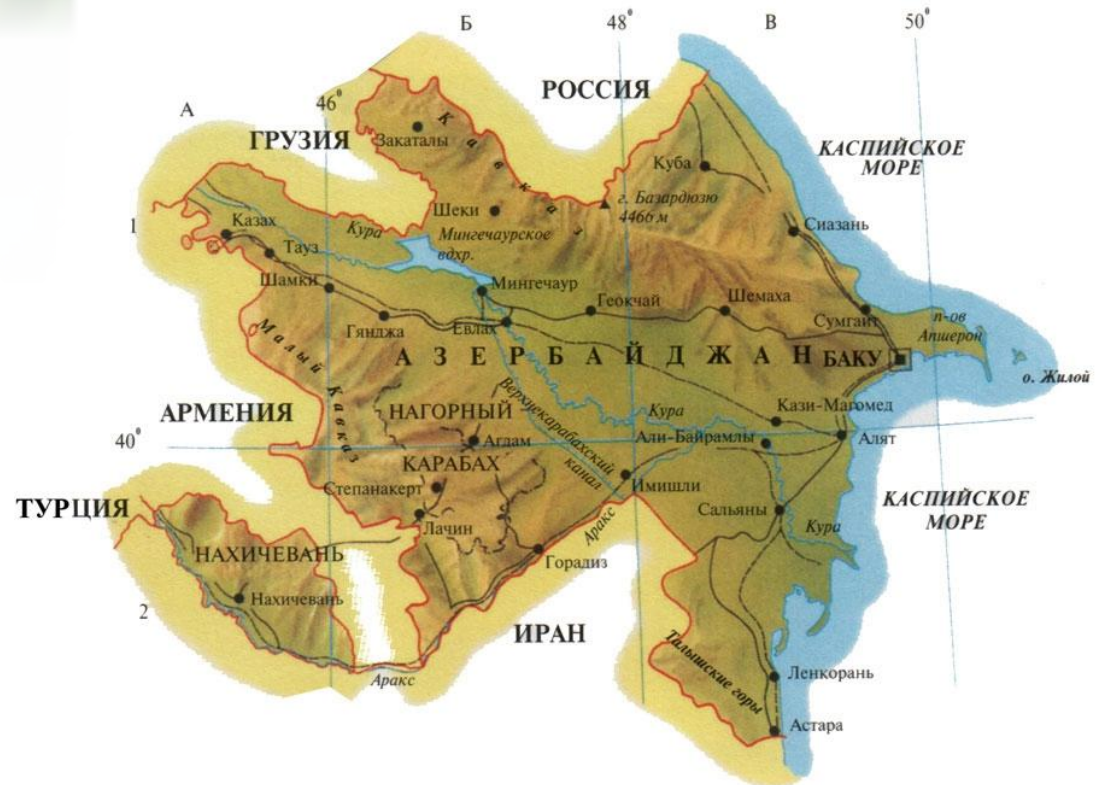 Б
48°
В
50°
А
46°
ГРУЗИЯ
РОССИЯ
Закаталы
Кавказ
Куба
КАСПИЙСКОЕ
МОРЕ
г. Базардюзю
4466 м
Шеки
1
Казах
Кура
Мингечаурское
вдхр.
Сиазань
Тауз
Шамки
Мингечаур
Геокчай
Шемаха
Сумгаит
п-ов
Апшерон
Гянджа
Евлах
Малый Кавказ
АЗЕРБАЙДЖАН
БАКУ
о. Жилой
Верхнекарабахский
канал
Кази-Магомед
АРМЕНИЯ
НАГОРНЫЙ
КАРАБАХ
Кура
40°
Агдам
Али-Байрамлы
Алят
Степанакерт
Имишли
ТУРЦИЯ
Лачин
Аракс
Сальяны
Кура
КАСПИЙСКОЕ
МОРЕ
НАХИЧЕВАНЬ
Горадиз
2
Нахичевань
ИРАН
Талышские горы
Аракс
Ленкорань
Астара